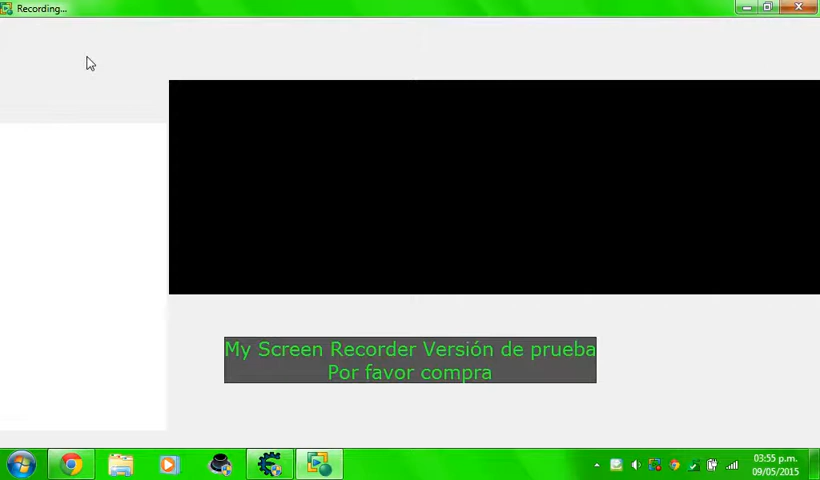 Recording...
My Screen Recorder Versión de prueba
Por favor compra
03:55 p.m.
09/05/2015